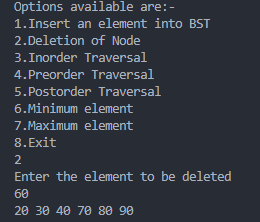 Options available are:-
1.Insert an element into BST
2.Deletion of Node
3.Inorder Traversal
4.Preorder Traversal
5.Postorder Traversal
6.Minimum element
7.Maximum element
8.Exit
2
Enter the element to be deleted
60
20 30 40 70 80 90